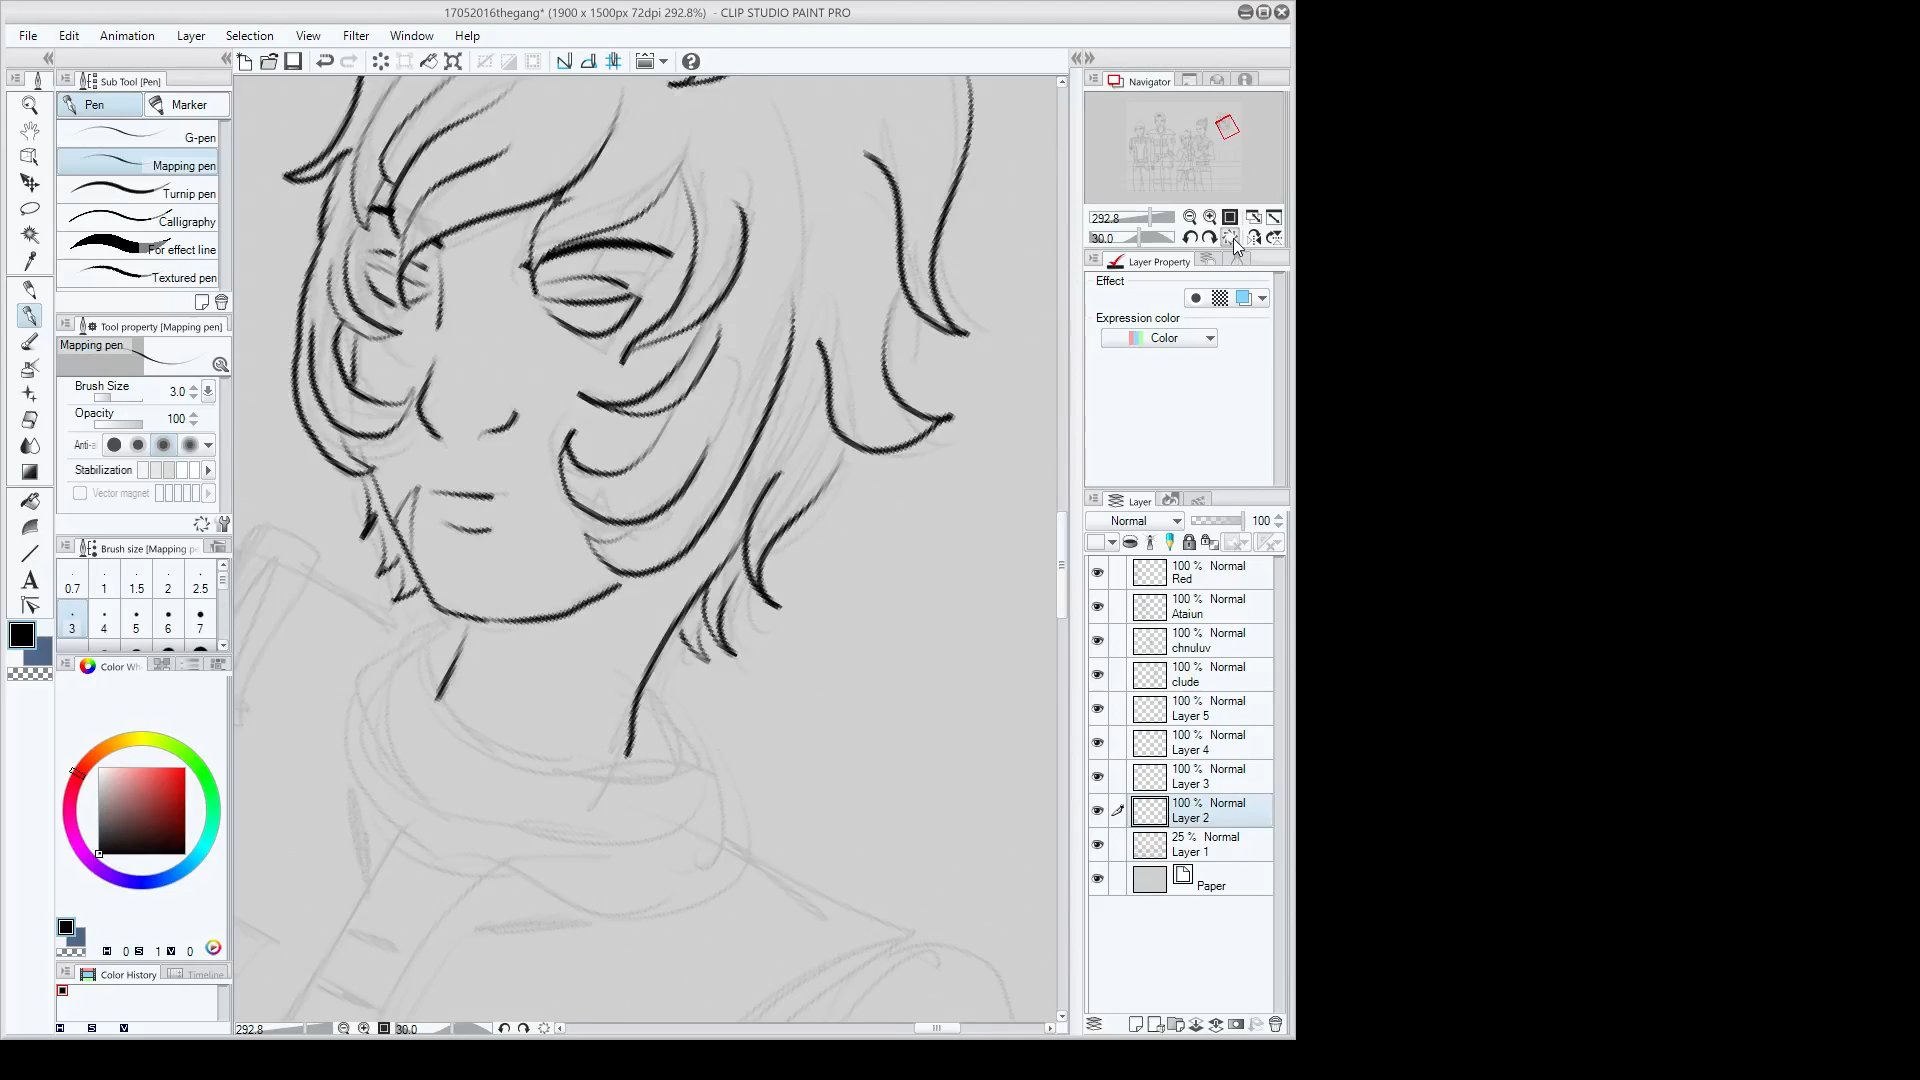 17052016thegang* (1900 x 1500px 72dpi 292.8%) - CLIP STUDIO PAINT PRO
File Edit Animation Layer Selection View Filter Window Help
Sub Tool [Pen]
Pen Marker
G-pen
Mapping pen
Turnip pen
Calligraphy
For effect line
Textured pen
Tool property [Mapping pen]
Mapping pen
Brush Size 3.0
Opacity 100
Anti-a
Stabilization
Vector magnet
Brush size [Mapping p
0.7 1 1.5 2 2.5
3 4 5 6 7
Color Wh
H 0 S 1 V 0
Color History Timeline
H S V
292.8 30.0
Navigator
292.8
30.0
Layer Property
Effect
Expression color
Color
Layer
Normal 100
100 % Normal
Red
100 % Normal
Ataiun
100 % Normal
chnuluv
100 % Normal
clude
100 % Normal
Layer 5
100 % Normal
Layer 4
100 % Normal
Layer 3
100 % Normal
Layer 2
25 % Normal
Layer 1
Paper